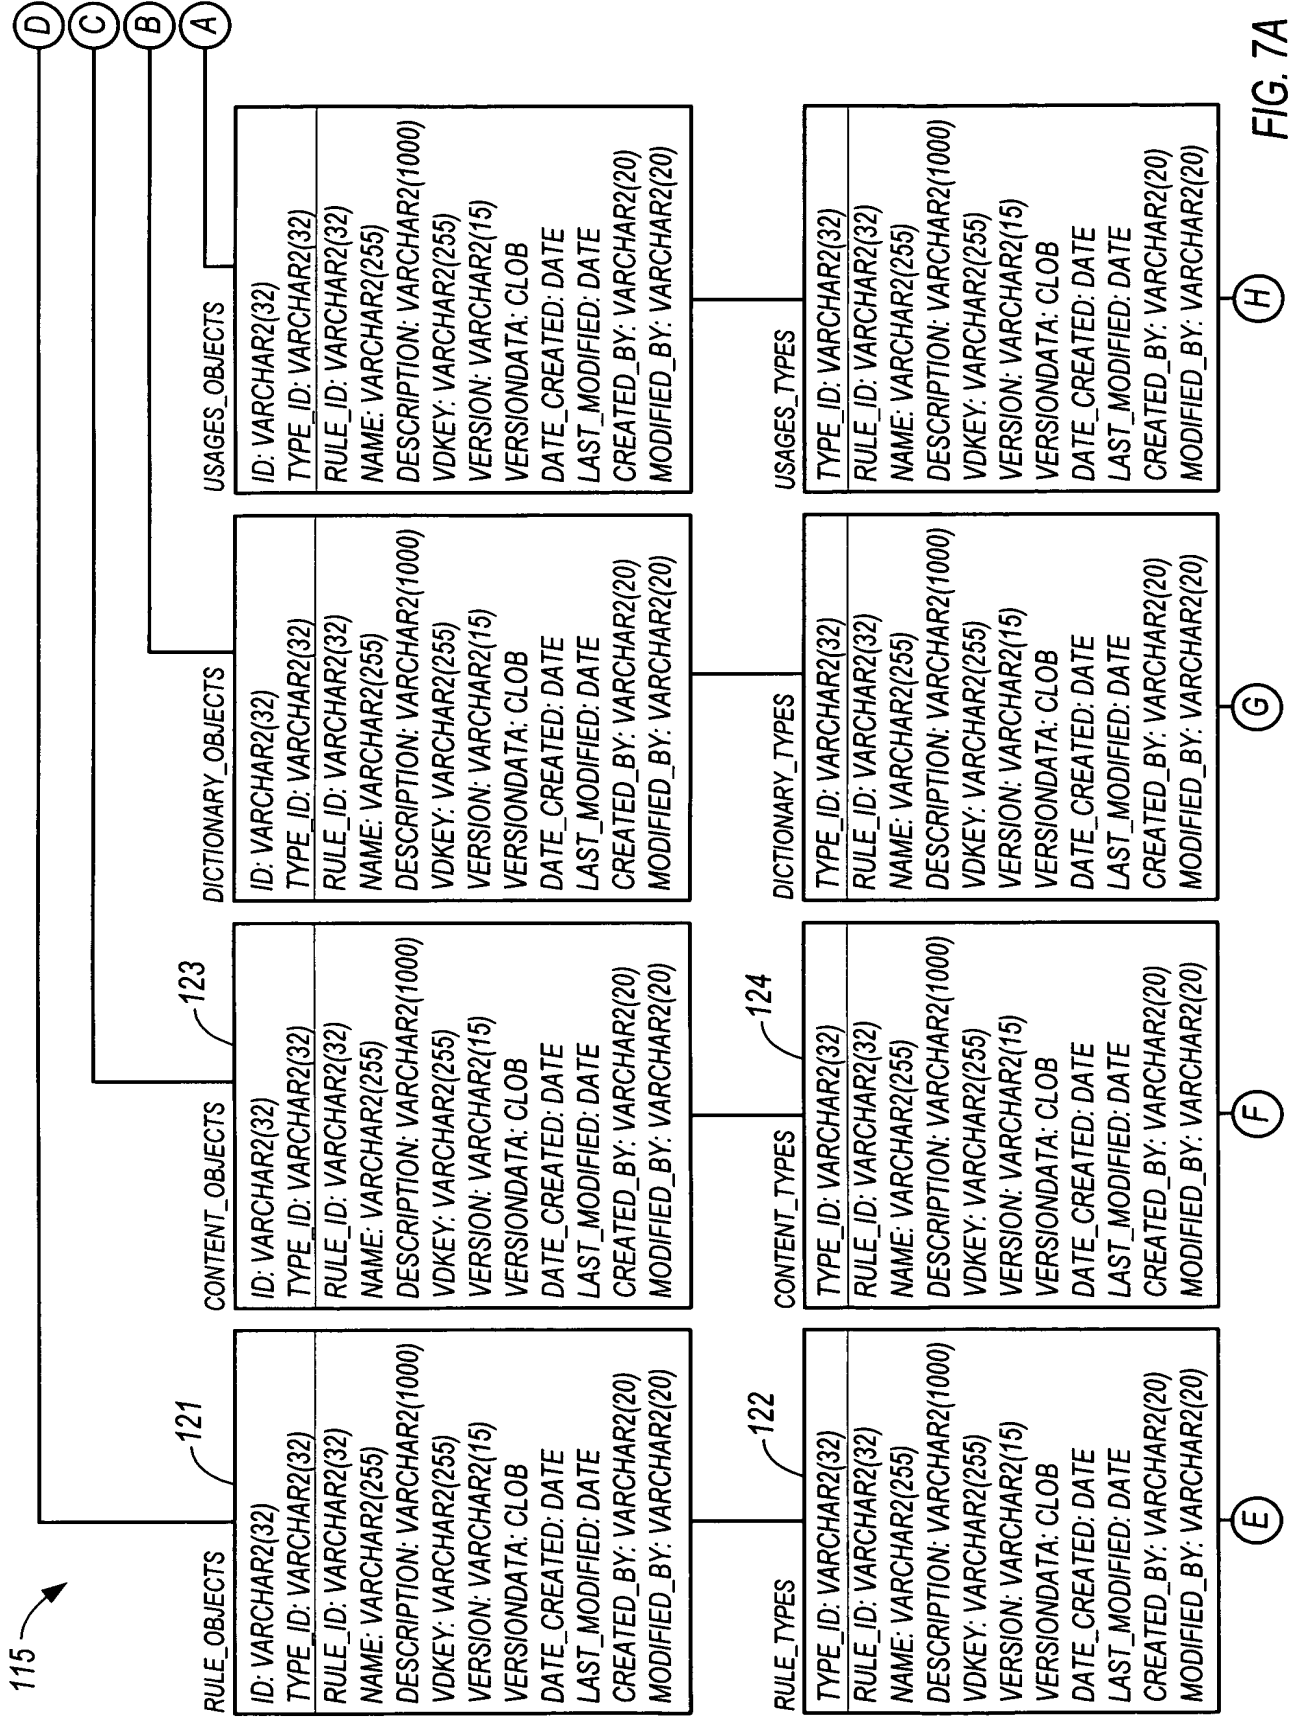 115
D
C
B
A
RULE_OBJECTS
121
ID: VARCHAR2(32)
TYPE_ID: VARCHAR2(32)
RULE_ID: VARCHAR2(32)
NAME: VARCHAR2(255)
DESCRIPTION: VARCHAR2(1000)
VDKEY: VARCHAR2(255)
VERSION: VARCHAR2(15)
VERSIONDATA: CLOB
DATE_CREATED: DATE
LAST_MODIFIED: DATE
CREATED_BY: VARCHAR2(20)
MODIFIED_BY: VARCHAR2(20)
CONTENT_OBJECTS
123
ID: VARCHAR2(32)
TYPE_ID: VARCHAR2(32)
RULE_ID: VARCHAR2(32)
NAME: VARCHAR2(255)
DESCRIPTION: VARCHAR2(1000)
VDKEY: VARCHAR2(255)
VERSION: VARCHAR2(15)
VERSIONDATA: CLOB
DATE_CREATED: DATE
LAST_MODIFIED: DATE
CREATED_BY: VARCHAR2(20)
MODIFIED_BY: VARCHAR2(20)
DICTIONARY_OBJECTS
ID: VARCHAR2(32)
TYPE_ID: VARCHAR2(32)
RULE_ID: VARCHAR2(32)
NAME: VARCHAR2(255)
DESCRIPTION: VARCHAR2(1000)
VDKEY: VARCHAR2(255)
VERSION: VARCHAR2(15)
VERSIONDATA: CLOB
DATE_CREATED: DATE
LAST_MODIFIED: DATE
CREATED_BY: VARCHAR2(20)
MODIFIED_BY: VARCHAR2(20)
USAGES_OBJECTS
ID: VARCHAR2(32)
TYPE_ID: VARCHAR2(32)
RULE_ID: VARCHAR2(32)
NAME: VARCHAR2(255)
DESCRIPTION: VARCHAR2(1000)
VDKEY: VARCHAR2(255)
VERSION: VARCHAR2(15)
VERSIONDATA: CLOB
DATE_CREATED: DATE
LAST_MODIFIED: DATE
CREATED_BY: VARCHAR2(20)
MODIFIED_BY: VARCHAR2(20)
RULE_TYPES
122
TYPE_ID: VARCHAR2(32)
RULE_ID: VARCHAR2(32)
NAME: VARCHAR2(255)
DESCRIPTION: VARCHAR2(1000)
VDKEY: VARCHAR2(255)
VERSION: VARCHAR2(15)
VERSIONDATA: CLOB
DATE_CREATED: DATE
LAST_MODIFIED: DATE
CREATED_BY: VARCHAR2(20)
MODIFIED_BY: VARCHAR2(20)
E
CONTENT_TYPES
124
TYPE_ID: VARCHAR2(32)
RULE_ID: VARCHAR2(32)
NAME: VARCHAR2(255)
DESCRIPTION: VARCHAR2(1000)
VDKEY: VARCHAR2(255)
VERSION: VARCHAR2(15)
VERSIONDATA: CLOB
DATE_CREATED: DATE
LAST_MODIFIED: DATE
CREATED_BY: VARCHAR2(20)
MODIFIED_BY: VARCHAR2(20)
F
DICTIONARY_TYPES
TYPE_ID: VARCHAR2(32)
RULE_ID: VARCHAR2(32)
NAME: VARCHAR2(255)
DESCRIPTION: VARCHAR2(1000)
VDKEY: VARCHAR2(255)
VERSION: VARCHAR2(15)
VERSIONDATA: CLOB
DATE_CREATED: DATE
LAST_MODIFIED: DATE
CREATED_BY: VARCHAR2(20)
MODIFIED_BY: VARCHAR2(20)
G
USAGES_TYPES
TYPE_ID: VARCHAR2(32)
RULE_ID: VARCHAR2(32)
NAME: VARCHAR2(255)
DESCRIPTION: VARCHAR2(1000)
VDKEY: VARCHAR2(255)
VERSION: VARCHAR2(15)
VERSIONDATA: CLOB
DATE_CREATED: DATE
LAST_MODIFIED: DATE
CREATED_BY: VARCHAR2(20)
MODIFIED_BY: VARCHAR2(20)
H
FIG. 7A